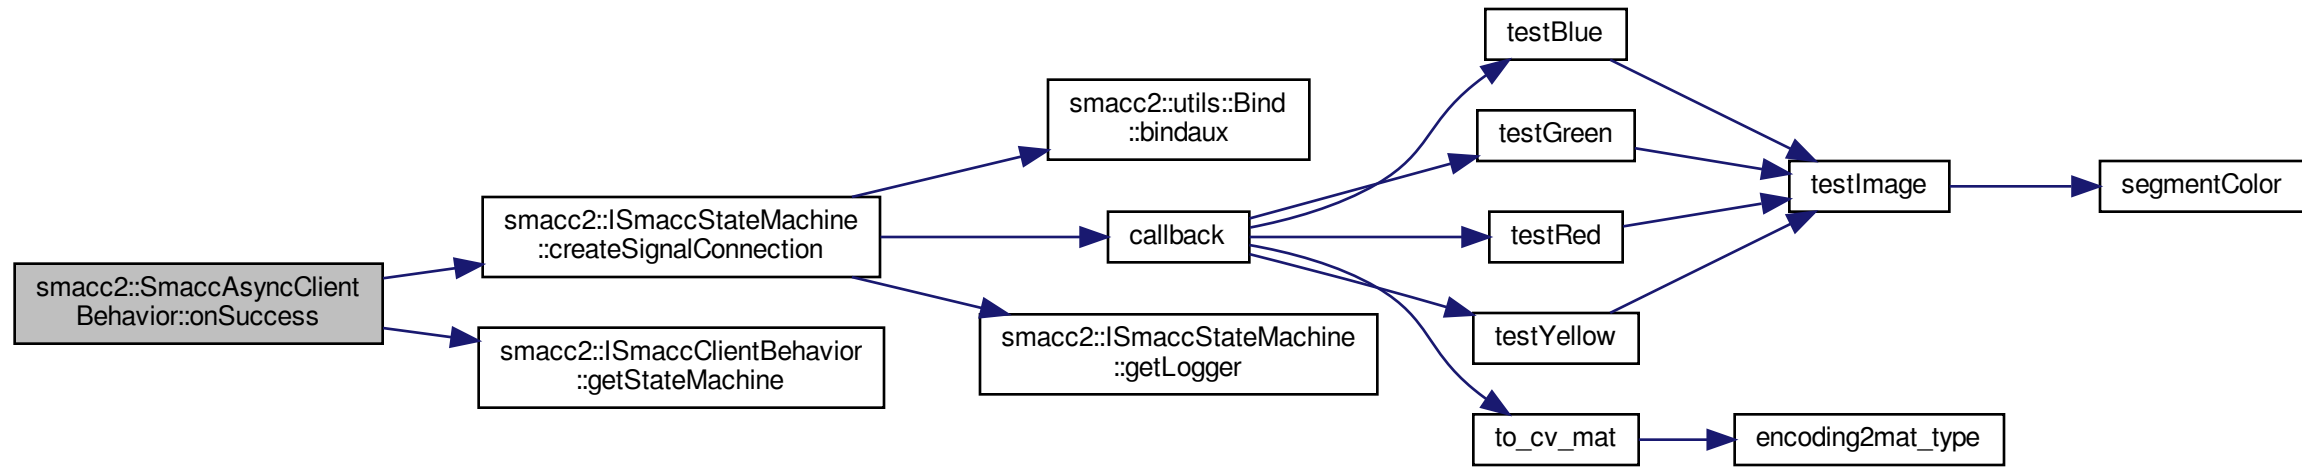 smacc2::SmaccAsyncClient
Behavior::onSuccess
smacc2::ISmaccStateMachine
::createSignalConnection
smacc2::ISmaccClientBehavior
::getStateMachine
smacc2::utils::Bind
::bindaux
callback
smacc2::ISmaccStateMachine
::getLogger
testBlue
testGreen
testRed
testYellow
to_cv_mat
testImage
encoding2mat_type
segmentColor